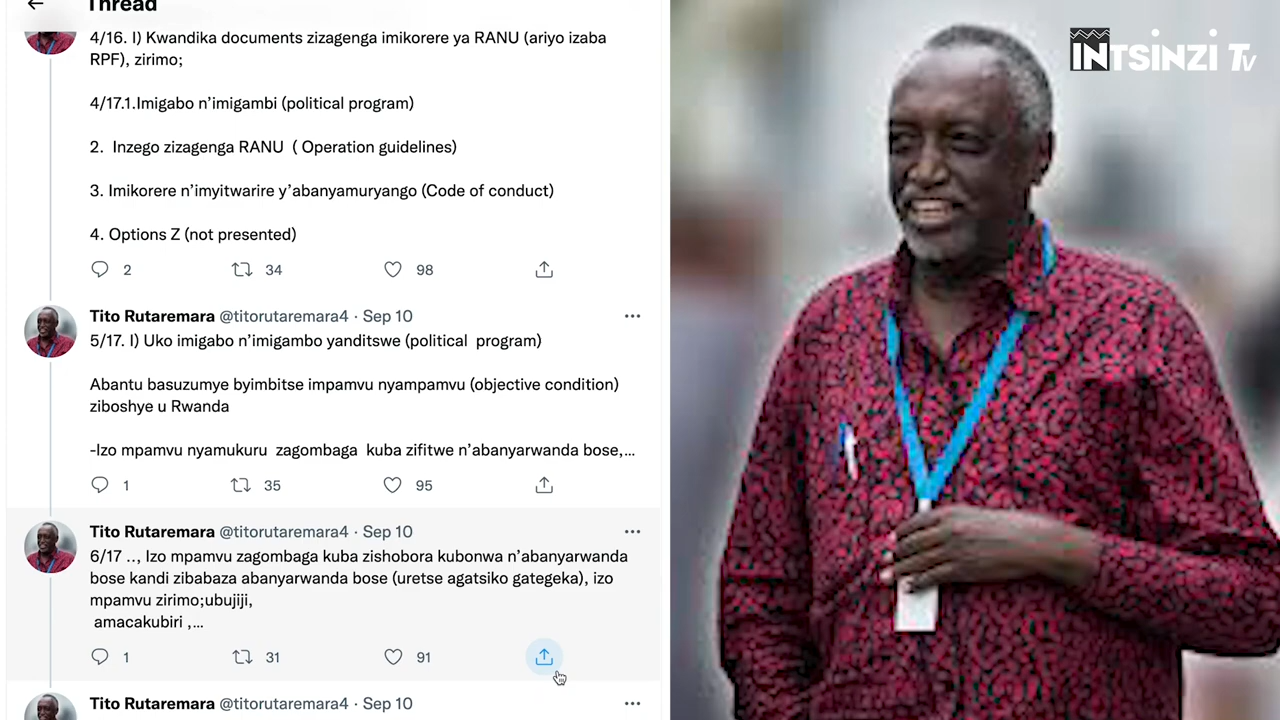 Thread
4/16. I) Kwandika documents zizagenga imikorere ya RANU (ariyo izaba
RPF), zirimo;
4/17.1.Imigabo n’imigambi (political program)
2. Inzego zizagenga RANU ( Operation guidelines)
3. Imikorere n’imyitwarire y’abanyamuryango (Code of conduct)
4. Options Z (not presented)
2 34 98
Tito Rutaremara @titorutaremara4 · Sep 10
5/17. I) Uko imigabo n’imigambo yanditswe (political program)
Abantu basuzumye byimbitse impamvu nyampamvu (objective condition)
ziboshye u Rwanda
-Izo mpamvu nyamukuru zagombaga kuba zifitwe n’abanyarwanda bose,...
1 35 95
Tito Rutaremara @titorutaremara4 · Sep 10
6/17 .., Izo mpamvu zagombaga kuba zishobora kubonwa n’abanyarwanda
bose kandi zibabaza abanyarwanda bose (uretse agatsiko gategeka), izo
mpamvu zirimo;ubujiji,
amacakubiri ,...
1 31 91
Tito Rutaremara @titorutaremara4 · Sep 10
INTSINZI TV